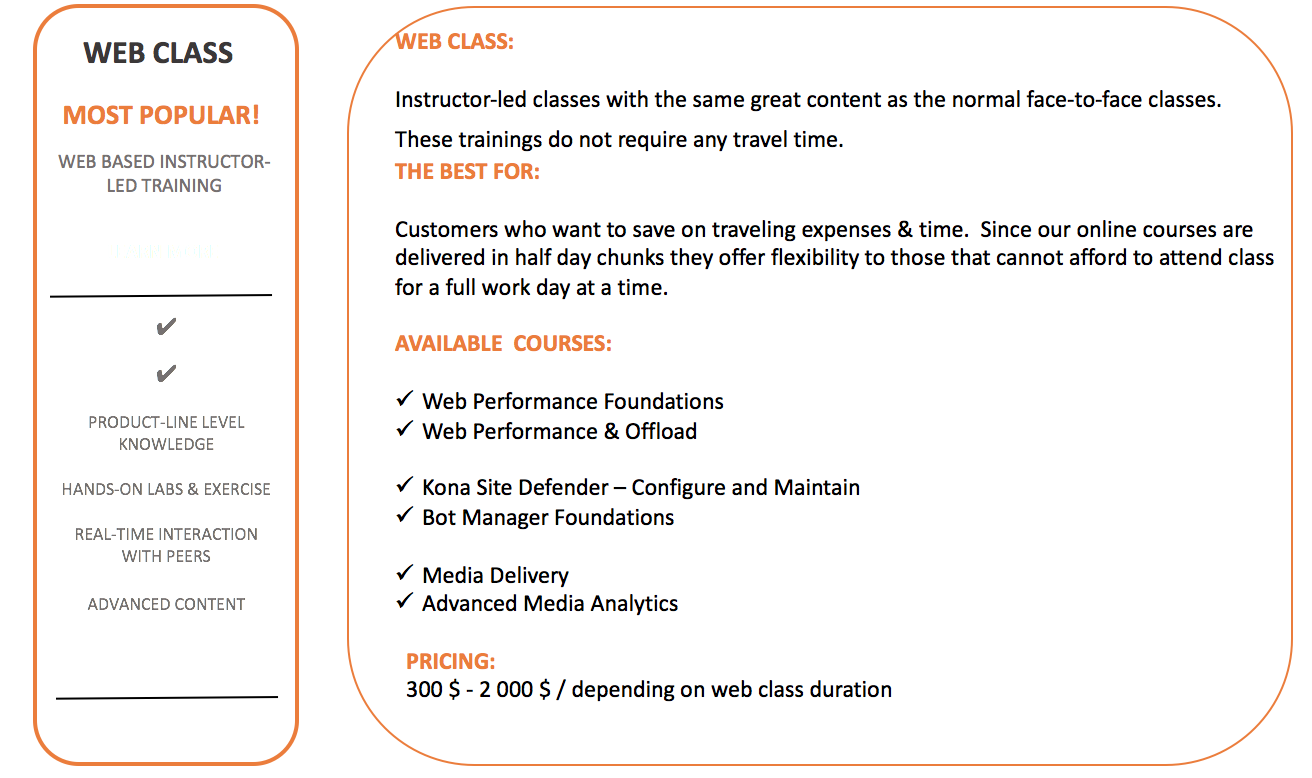 WEB CLASS
MOST POPULAR!
WEB BASED INSTRUCTOR-
LED TRAINING
✔
✔
PRODUCT-LINE LEVEL
KNOWLEDGE
HANDS-ON LABS & EXERCISE
REAL-TIME INTERACTION
WITH PEERS
ADVANCED CONTENT
WEB CLASS:
Instructor-led classes with the same great content as the normal face-to-face classes.
These trainings do not require any travel time.
THE BEST FOR:
Customers who want to save on traveling expenses & time.  Since our online courses are
delivered in half day chunks they offer flexibility to those that cannot afford to attend class
for a full work day at a time.
AVAILABLE  COURSES:
✓ Web Performance Foundations
✓ Web Performance & Offload
✓ Kona Site Defender – Configure and Maintain
✓ Bot Manager Foundations
✓ Media Delivery
✓ Advanced Media Analytics
PRICING:
300 $ - 2 000 $ / depending on web class duration